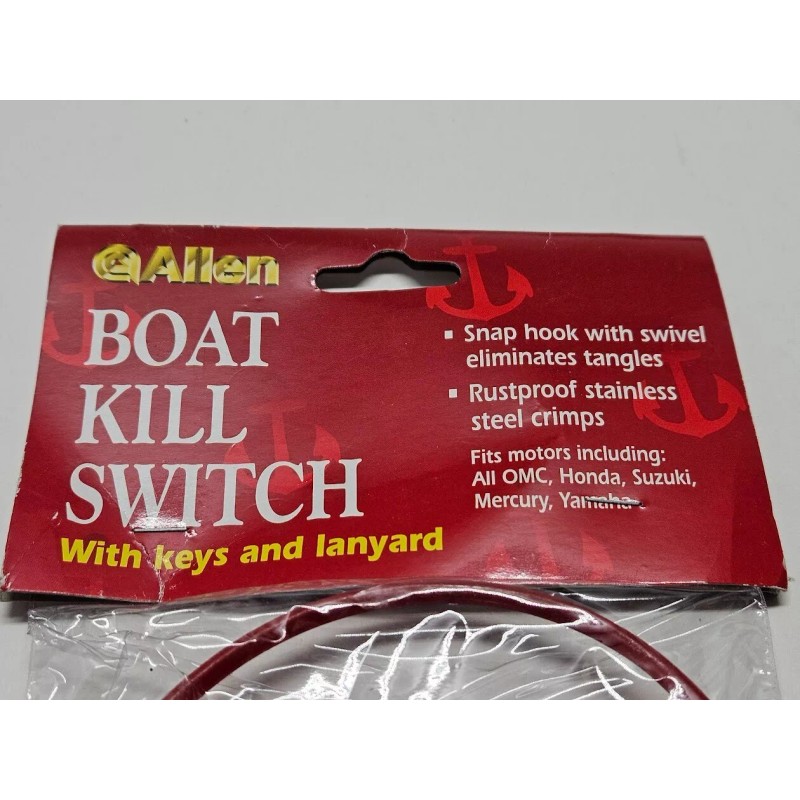 Allen
BOAT
KILL
SWITCH
With keys and lanyard
▪ Snap hook with swivel
eliminates tangles
▪ Rustproof stainless
steel crimps
Fits motors including:
All OMC, Honda, Suzuki,
Mercury, Yamaha